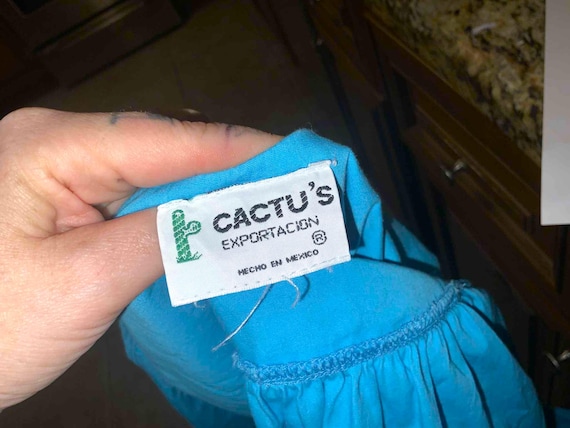 CACTU'S
EXPORTACION ®
HECHO EN MEXICO